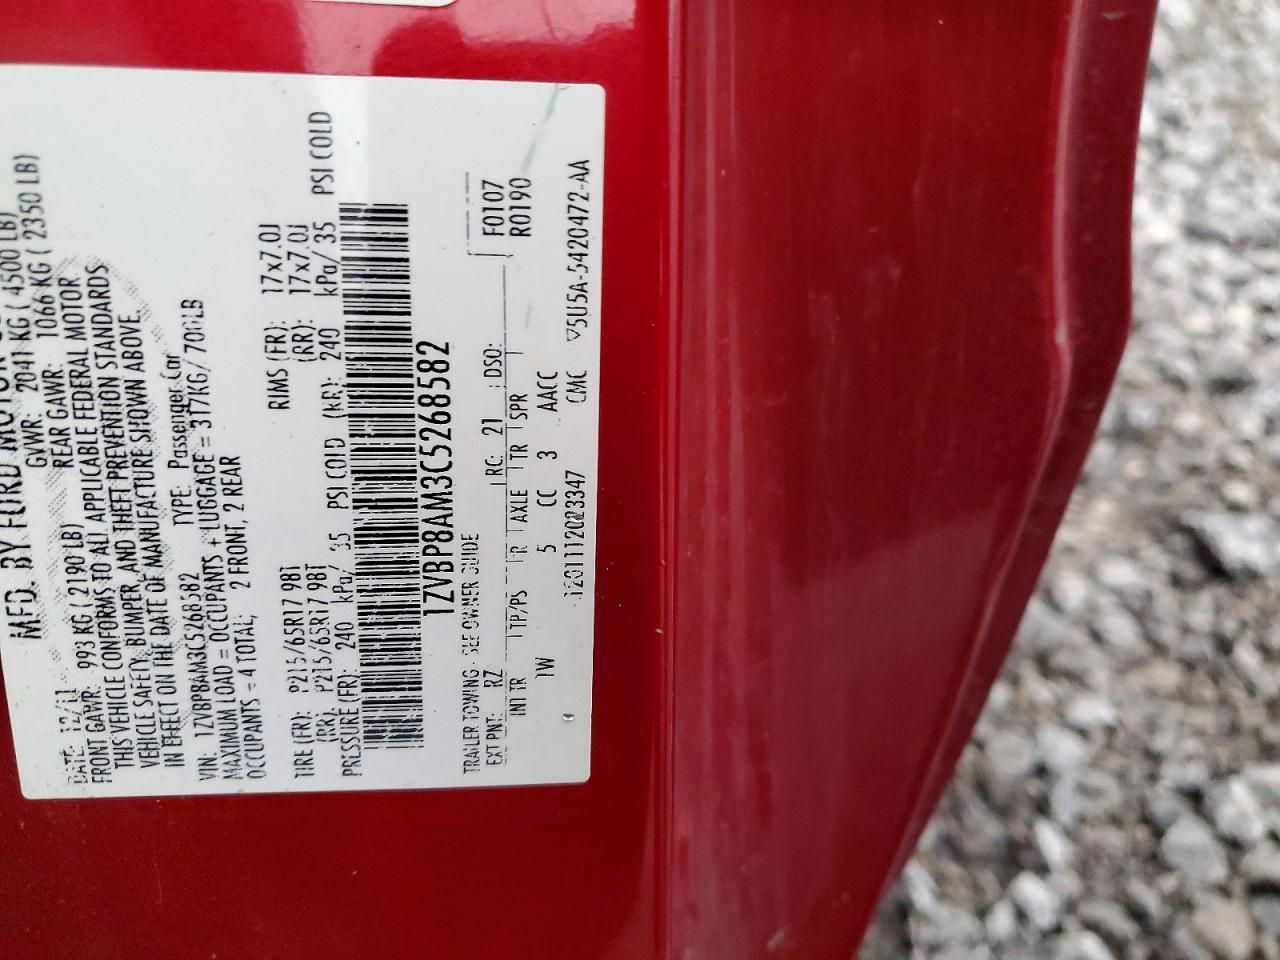 MFD. BY FORD MOTOR
DATE: 12/11 GVWR: 2041 KG ( 4500 LB)
FRONT GAWR: 993 KG ( 2190 LB) REAR GAWR: 1066 KG ( 2350 LB)
THIS VEHICLE CONFORMS TO ALL APPLICABLE FEDERAL MOTOR
VEHICLE SAFETY, BUMPER, AND THEFT PREVENTION STANDARDS
IN EFFECT ON THE DATE OF MANUFACTURE SHOWN ABOVE.
VIN: 1ZVBP8AM3C5268582 TYPE: Passenger Car
MAXIMUM LOAD = OCCUPANTS + LUGGAGE = 317KG/ 700LB
OCCUPANTS = 4 TOTAL, 2 FRONT, 2 REAR
TIRE (FR): P215/65R17 98T RIMS (FR): 17x7.0J
(RR): P215/65R17 98T (RR): 17x7.0J
PRESSURE (FR): 240 kPa/ 35 PSI COLD (RR): 240 kPa/ 35 PSI COLD
1ZVBP8AM3C5268582
TRAILER TOWING - SEE OWNER GUIDE
EXT PNT: RZ RC: 21 DSO: F0107
R0190
INT TR TP/PS R AXLE TR SPR
1W 5 CC 3 AACC
1201112023347 CMC ▽5U5A-5420472-AA